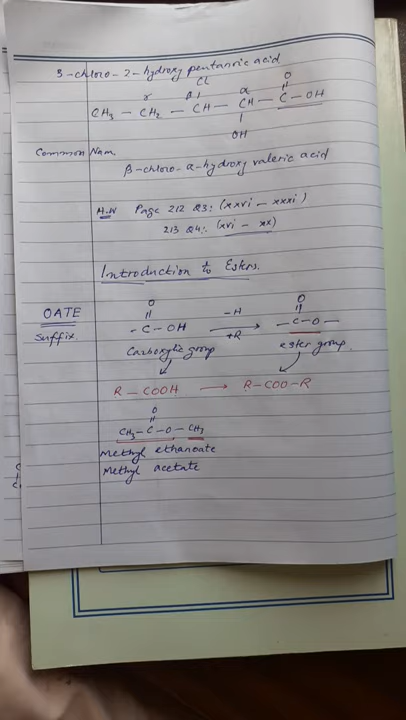 3-chloro-2-hydroxy pentanoic acid
Cl O
γ β α
CH3 - CH2 - CH - CH - C - OH
OH
Common Nam.
β-chloro-α-hydroxy valeric acid
H.W Page 212 Q3: (xxvi - xxxi)
213 Q4: (xvi - xx)
Introduction to Esters.
OATE
suffix.
O O
-C-OH -H +R → -C-O-
Carboxylic group ester group.
R-COOH → R-COO-R
O
CH3-C-O-CH3
Methyl ethanoate
Methyl acetate